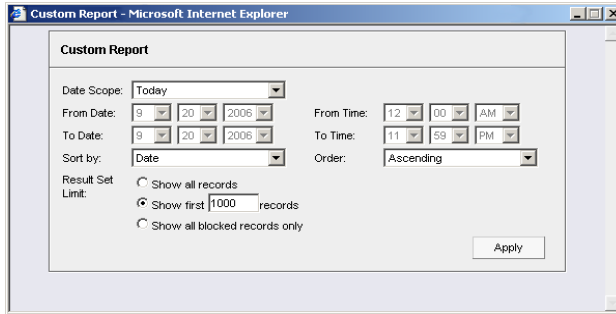 Custom Report - Microsoft Internet Explorer
Custom Report
Date Scope: Today
From Date: 9 20 2006 From Time: 12 00 AM
To Date: 9 20 2006 To Time: 11 59 PM
Sort by: Date Order: Ascending
Result Set
Limit:
Show all records
Show first 1000 records
Show all blocked records only
Apply